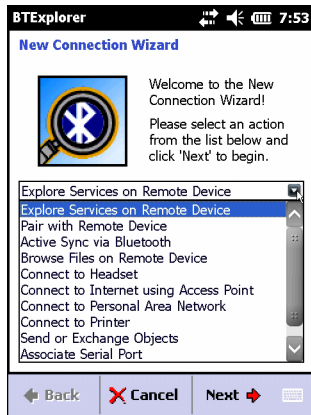 BTExplorer 7:53
New Connection Wizard
Welcome to the New
Connection Wizard!
Please select an action
from the list below and
click 'Next' to begin.
Explore Services on Remote Device
Explore Services on Remote Device
Pair with Remote Device
Active Sync via Bluetooth
Browse Files on Remote Device
Connect to Headset
Connect to Internet using Access Point
Connect to Personal Area Network
Connect to Printer
Send or Exchange Objects
Associate Serial Port
Back Cancel Next